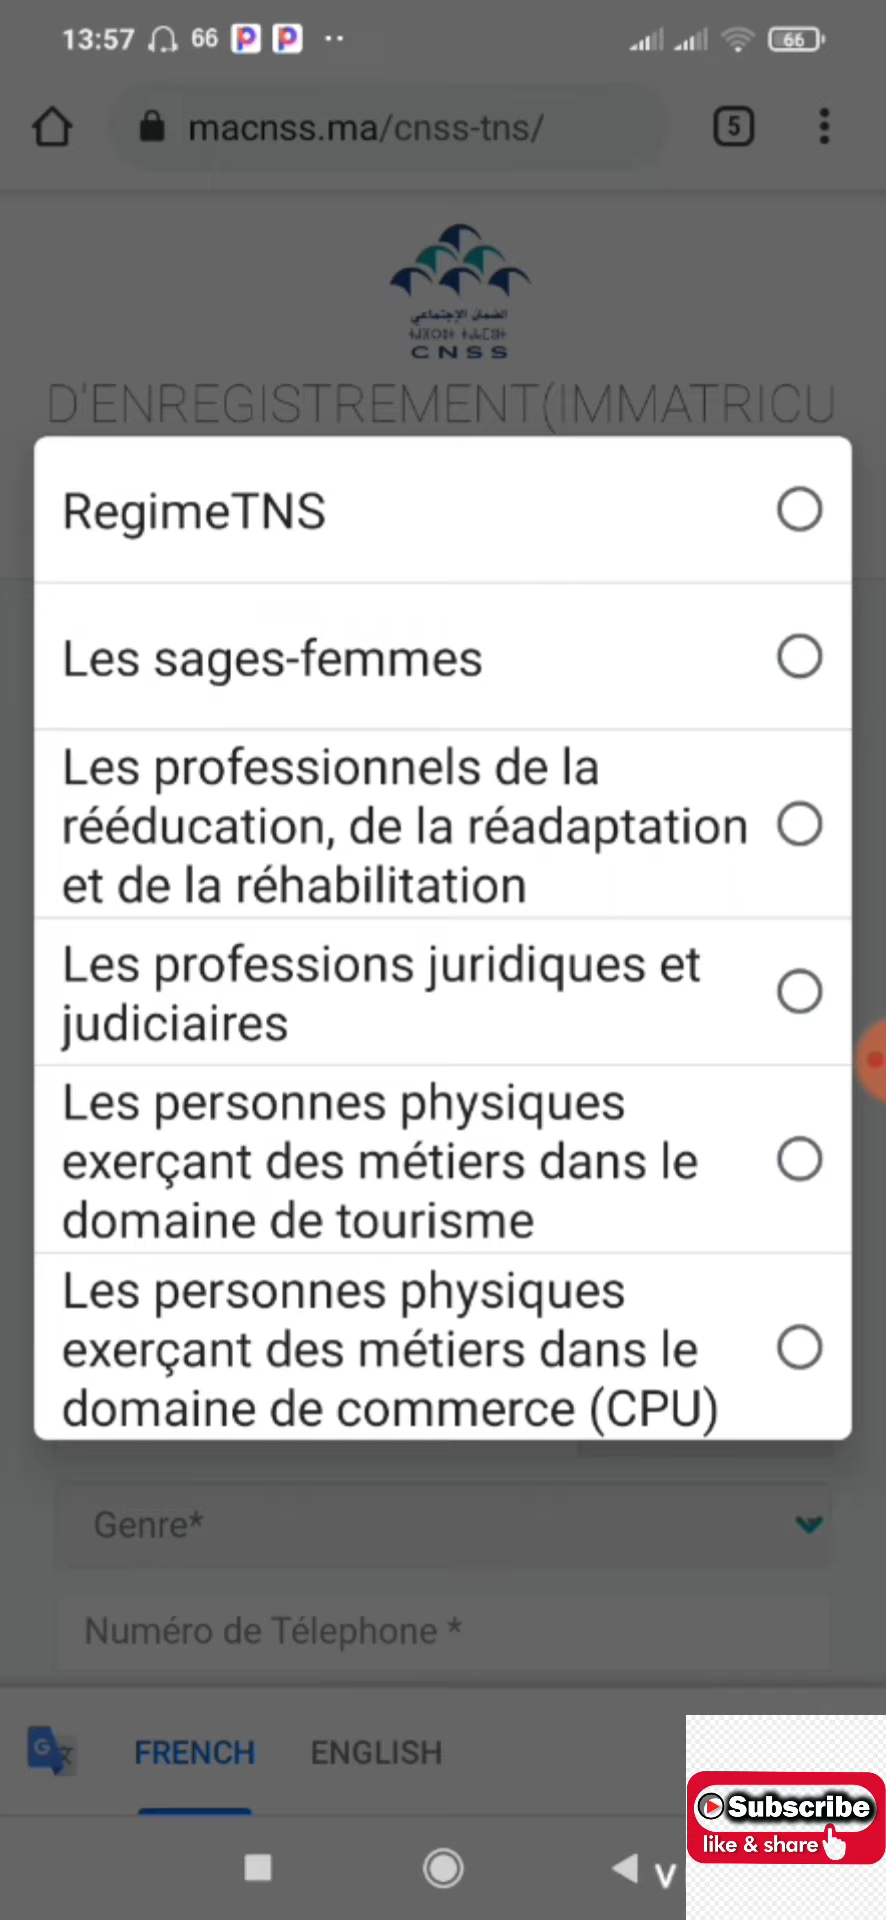 13:57 66
66
macnss.ma/cnss-tns/
5
الضمان الإجتماعي
CNSS
D'ENREGISTREMENT(IMMATRICU
RegimeTNS
Les sages-femmes
Les professionnels de la
rééducation, de la réadaptation
et de la réhabilitation
Les professions juridiques et
judiciaires
Les personnes physiques
exerçant des métiers dans le
domaine de tourisme
Les personnes physiques
exerçant des métiers dans le
domaine de commerce (CPU)
Genre*
Numéro de Télephone *
FRENCH ENGLISH
Subscribe
like & share
V